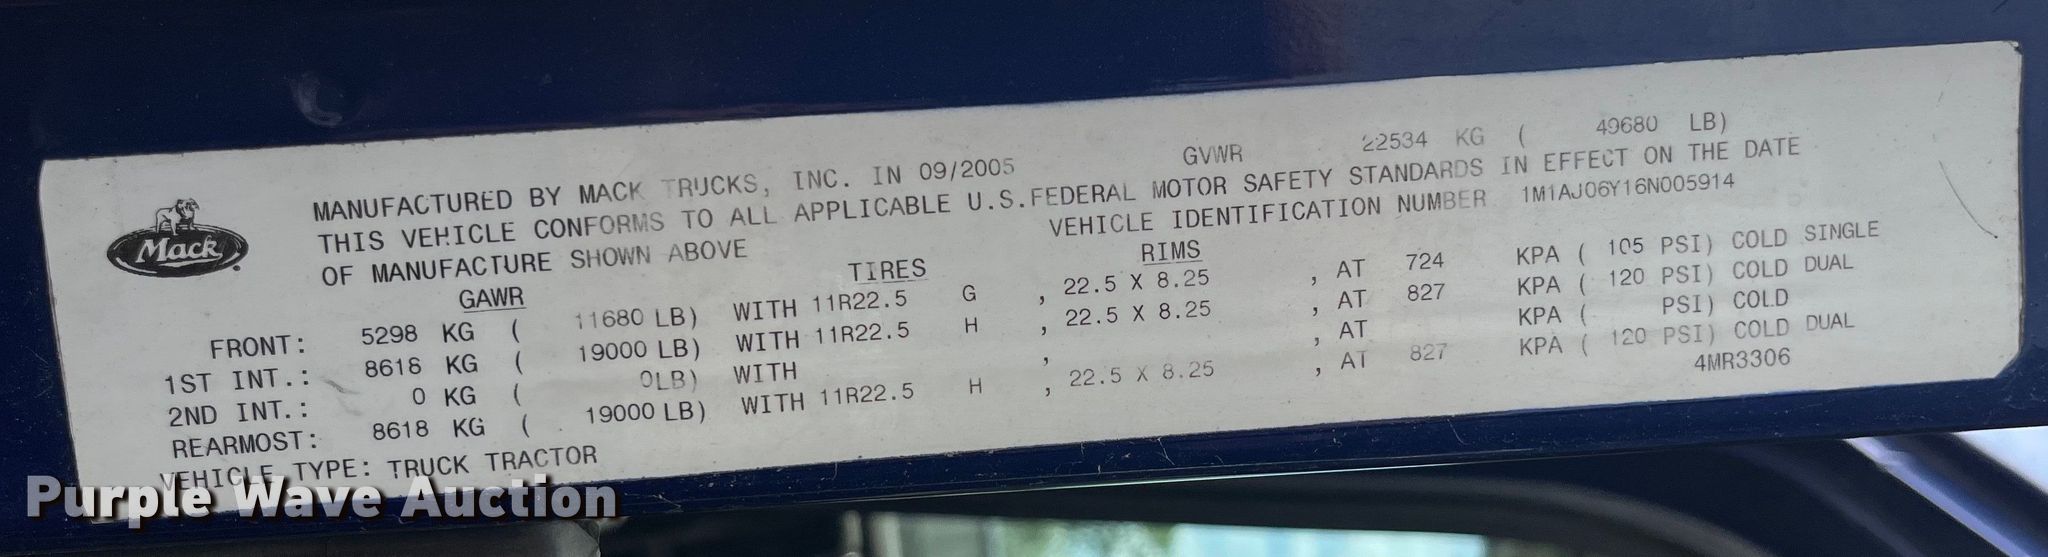 MANUFACTURED BY MACK TRUCKS, INC. IN 09/2005 GVWR 22534 KG ( 49680 LB)
THIS VEHICLE CONFORMS TO ALL APPLICABLE U.S.FEDERAL MOTOR SAFETY STANDARDS IN EFFECT ON THE DATE
OF MANUFACTURE SHOWN ABOVE VEHICLE IDENTIFICATION NUMBER 1M1AJ06Y16N005914
Mack
GAWR TIRES RIMS
FRONT: 5298 KG ( 11680 LB) WITH 11R22.5 G , 22.5 X 8.25 , AT 724 KPA ( 105 PSI) COLD SINGLE
1ST INT.: 8618 KG ( 19000 LB) WITH 11R22.5 H , 22.5 X 8.25 , AT 827 KPA ( 120 PSI) COLD DUAL
2ND INT.: 0 KG ( 0LB) WITH , , AT KPA ( PSI) COLD
REARMOST: 8618 KG ( 19000 LB) WITH 11R22.5 H , 22.5 X 8.25 , AT 827 KPA ( 120 PSI) COLD DUAL
VEHICLE TYPE: TRUCK TRACTOR 4MR3306
Purple Wave Auction